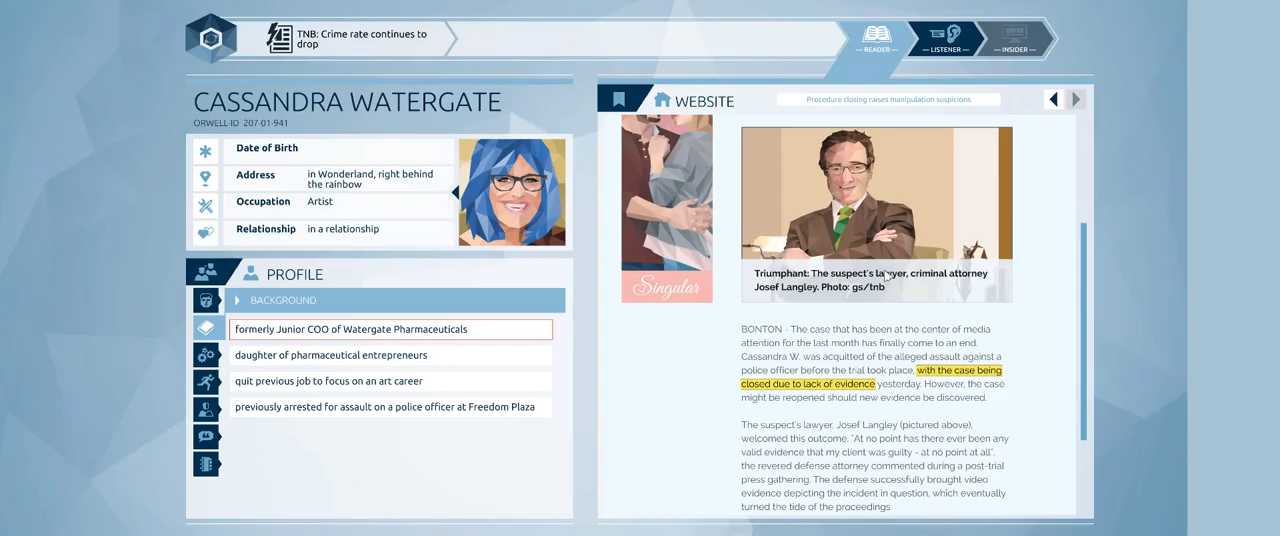 TNB: Crime rate continues to
drop
— READER —
— LISTENER —
— INSIDER —
CASSANDRA WATERGATE
ORWELL-ID 207-01-941
Date of Birth
Address in Wonderland, right behind
the rainbow
Occupation Artist
Relationship in a relationship
PROFILE
BACKGROUND
formerly Junior COO of Watergate Pharmaceuticals
daughter of pharmaceutical entrepreneurs
quit previous job to focus on an art career
previously arrested for assault on a police officer at Freedom Plaza
WEBSITE
Procedure closing raises manipulation suspicions
Singular
Triumphant: The suspect's lawyer, criminal attorney
Josef Langley. Photo: gs/tnb
BONTON - The case that has been at the center of media
attention for the last month has finally come to an end.
Cassandra W. was acquitted of the alleged assault against a
police officer before the trial took place, with the case being
closed due to lack of evidence yesterday. However, the case
might be reopened should new evidence be discovered.
The suspect's lawyer, Josef Langley (pictured above),
welcomed this outcome. "At no point has there ever been any
valid evidence that my client was guilty - at no point at all",
the revered defense attorney commented during a post-trial
press gathering. The defense successfully brought video
evidence depicting the incident in question, which eventually
turned the tide of the proceedings.